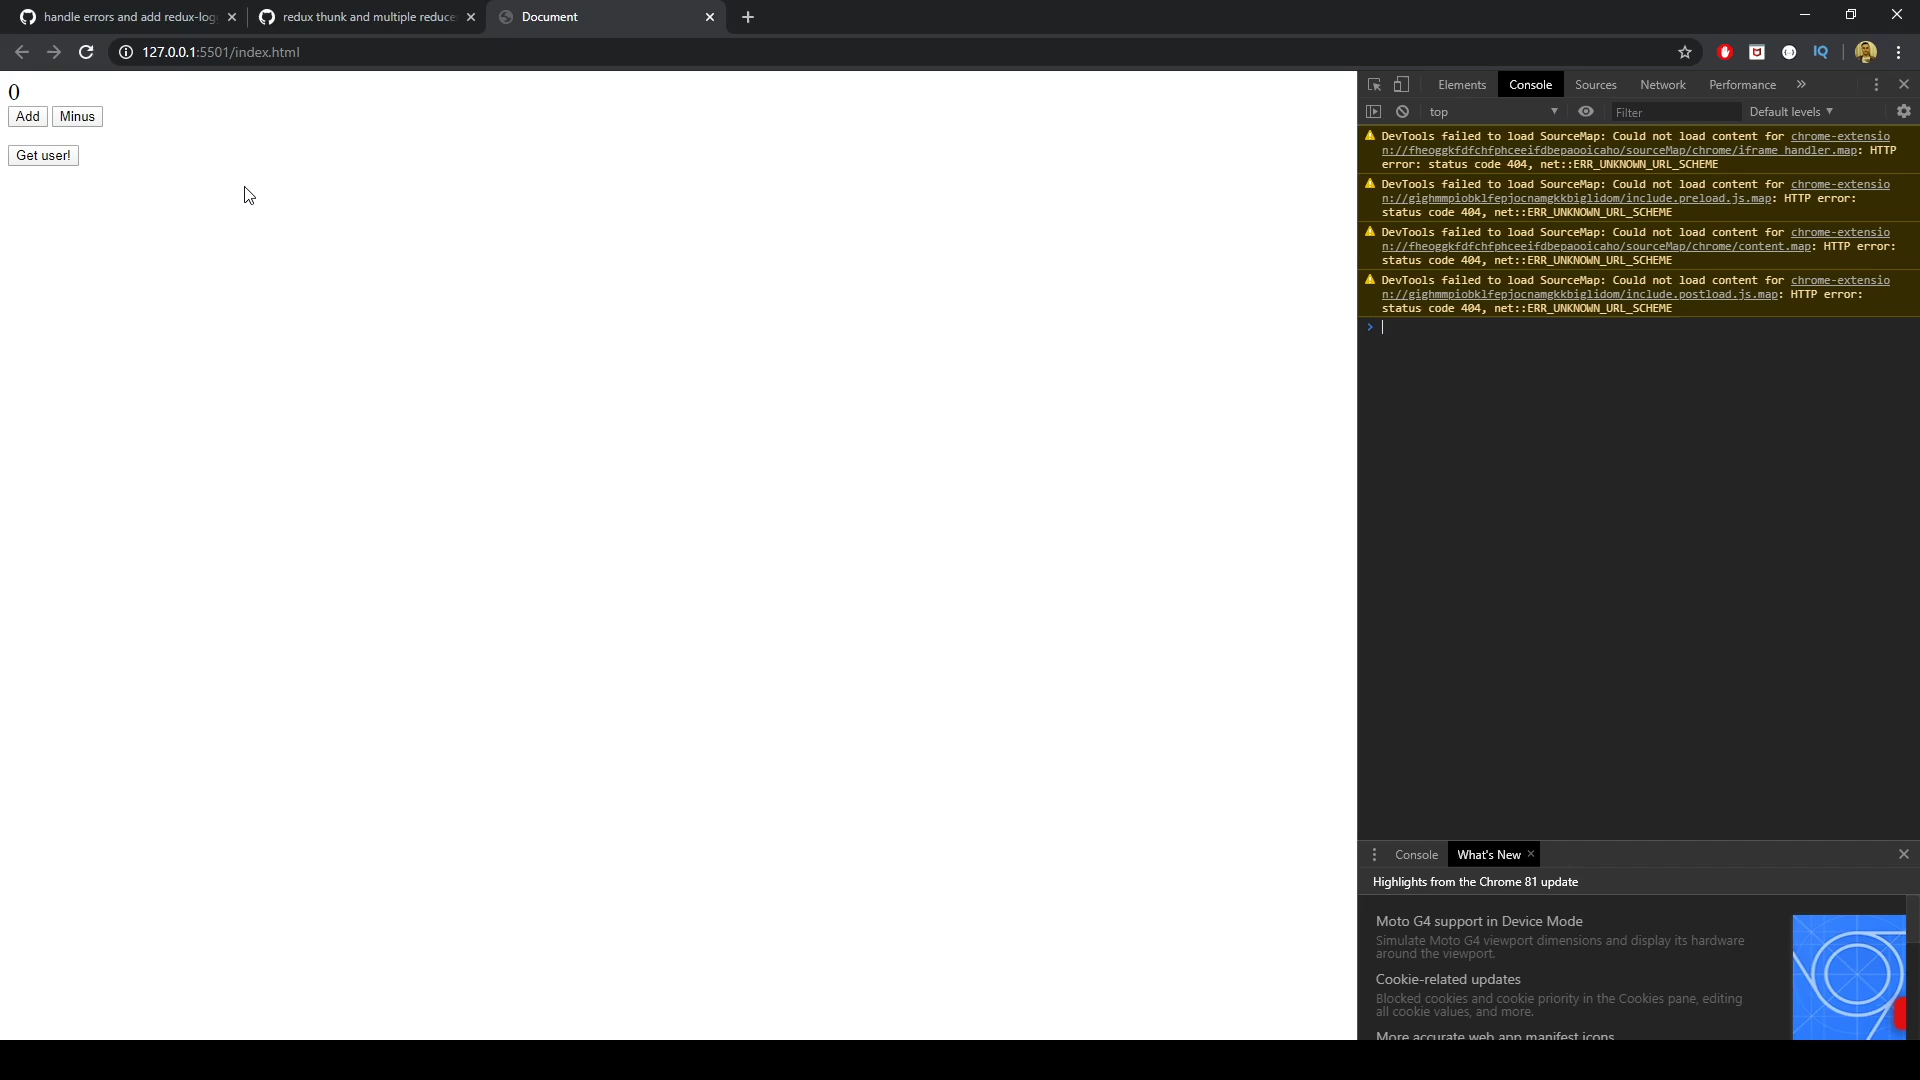 handle errors and add redux-log
redux thunk and multiple reduce
Document
127.0.0.1:5501/index.html
IQ
0
Add Minus
Get user!
Elements Console Sources Network Performance »
top Filter Default levels
DevTools failed to load SourceMap: Could not load content for chrome-extensio
n://fheoggkfdfchfphceeifdbepaooicaho/sourceMap/chrome/iframe_handler.map: HTTP
error: status code 404, net::ERR_UNKNOWN_URL_SCHEME
DevTools failed to load SourceMap: Could not load content for chrome-extensio
n://gighmmpiobklfepjocnamgkkbiglidom/include.preload.js.map: HTTP error:
status code 404, net::ERR_UNKNOWN_URL_SCHEME
DevTools failed to load SourceMap: Could not load content for chrome-extensio
n://fheoggkfdfchfphceeifdbepaooicaho/sourceMap/chrome/content.map: HTTP error:
status code 404, net::ERR_UNKNOWN_URL_SCHEME
DevTools failed to load SourceMap: Could not load content for chrome-extensio
n://gighmmpiobklfepjocnamgkkbiglidom/include.postload.js.map: HTTP error:
status code 404, net::ERR_UNKNOWN_URL_SCHEME
Console What's New
Highlights from the Chrome 81 update
Moto G4 support in Device Mode
Simulate Moto G4 viewport dimensions and display its hardware
around the viewport.
Cookie-related updates
Blocked cookies and cookie priority in the Cookies pane, editing
all cookie values, and more.
More accurate web app manifest icons